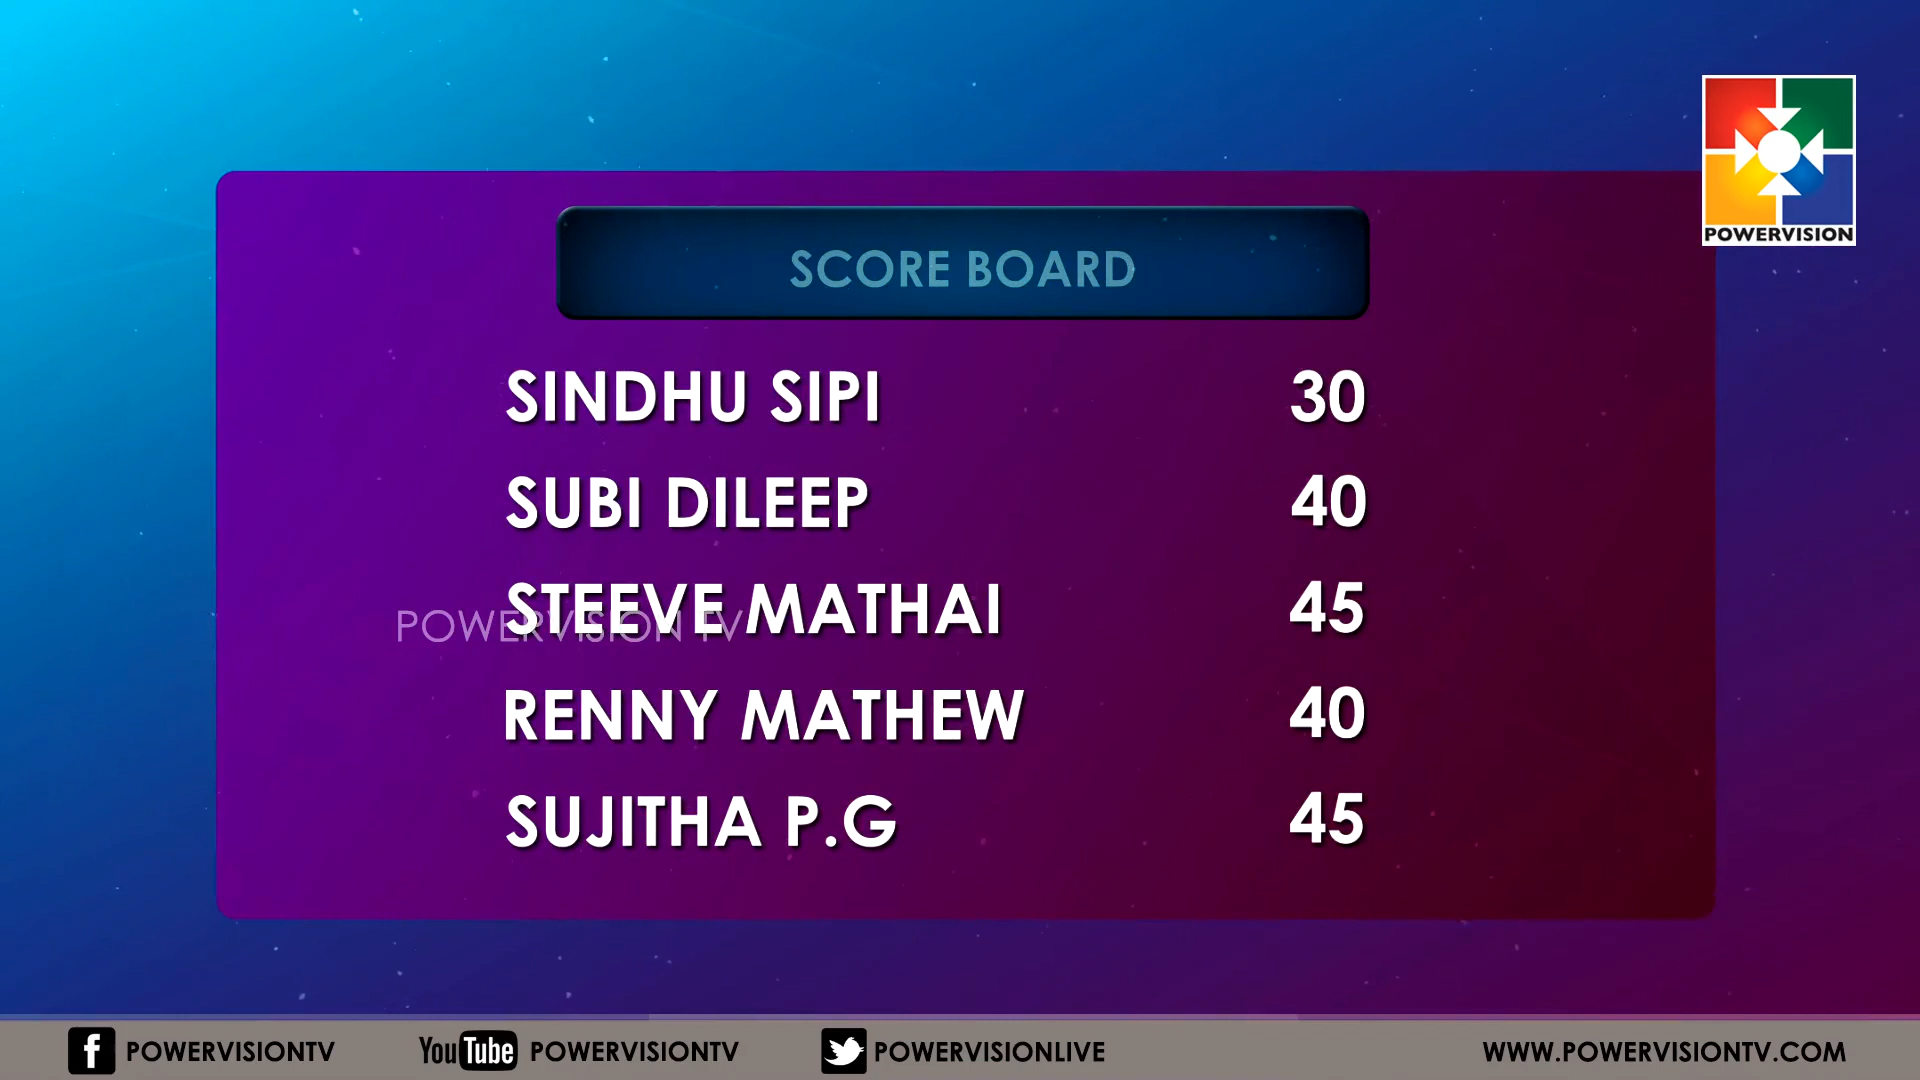 POWERVISION
SCORE BOARD
SINDHU SIPI 30
SUBI DILEEP 40
STEEVE MATHAI 45
POWERVISION TV
RENNY MATHEW 40
SUJITHA P.G 45
f POWERVISIONTV YouTube POWERVISIONTV POWERVISIONLIVE WWW.POWERVISIONTV.COM